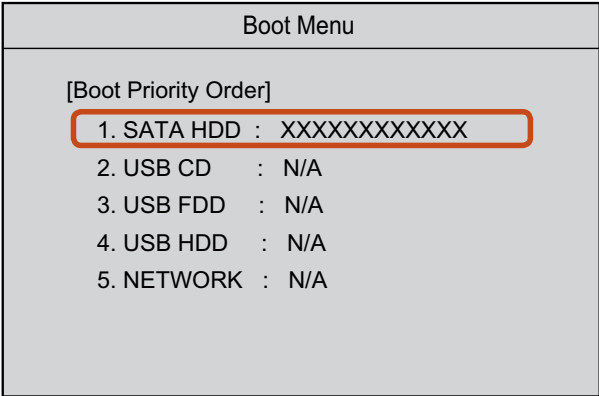 Boot Menu
[Boot Priority Order]
1. SATA HDD : XXXXXXXXXXXX
2. USB CD : N/A
3. USB FDD : N/A
4. USB HDD : N/A
5. NETWORK : N/A